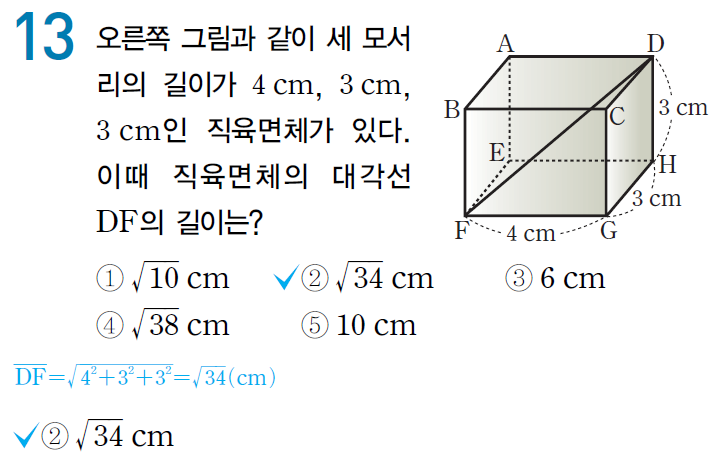 13 오른쪽 그림과 같이 세 모서
리의 길이가 4 cm, 3 cm,
3 cm인 직육면체가 있다.
이때 직육면체의 대각선
DF의 길이는?
A D
B C 3 cm
E H
3 cm
F 4 cm G
① √10 cm ✓② √34 cm ③ 6 cm
④ √38 cm ⑤ 10 cm
D̅F̅=√4²+3²+3²=√34(cm)
✓② √34 cm